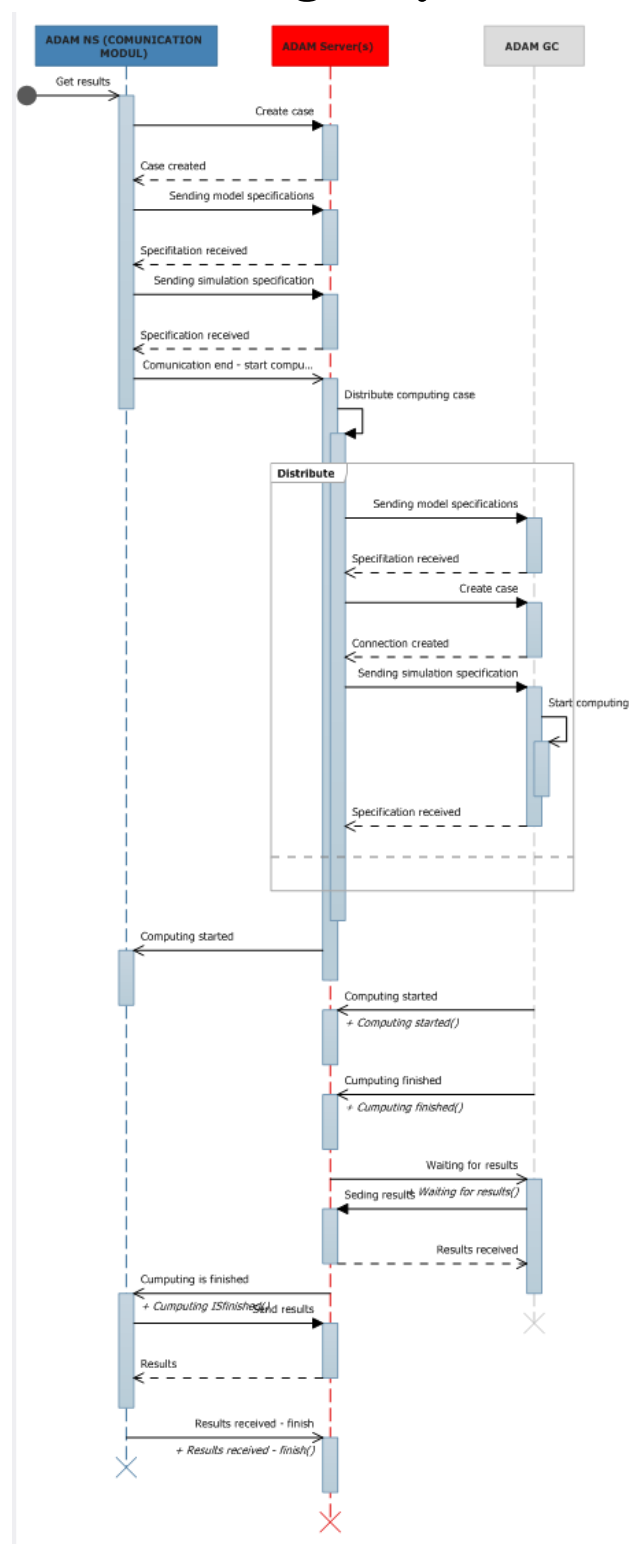 ADAM NS (COMUNICATION
MODUL)
ADAM Server(s)
ADAM GC
Get results
Create case
Case created
Sending model specifications
Specifitation received
Sending simulation specification
Specification received
Comunication end - start compu...
Distribute computing case
Distribute
Sending model specifications
Specifitation received
Create case
Connection created
Sending simulation specification
Start computing
Specification received
Computing started
Computing started
+ Computing started()
Cumputing finished
+ Cumputing finished()
Waiting for results
+ Waiting for results()
Seding results
Results received
Cumputing is finished
+ Cumputing ISfinished()
Send results
Results
Results received - finish
+ Results received - finish()